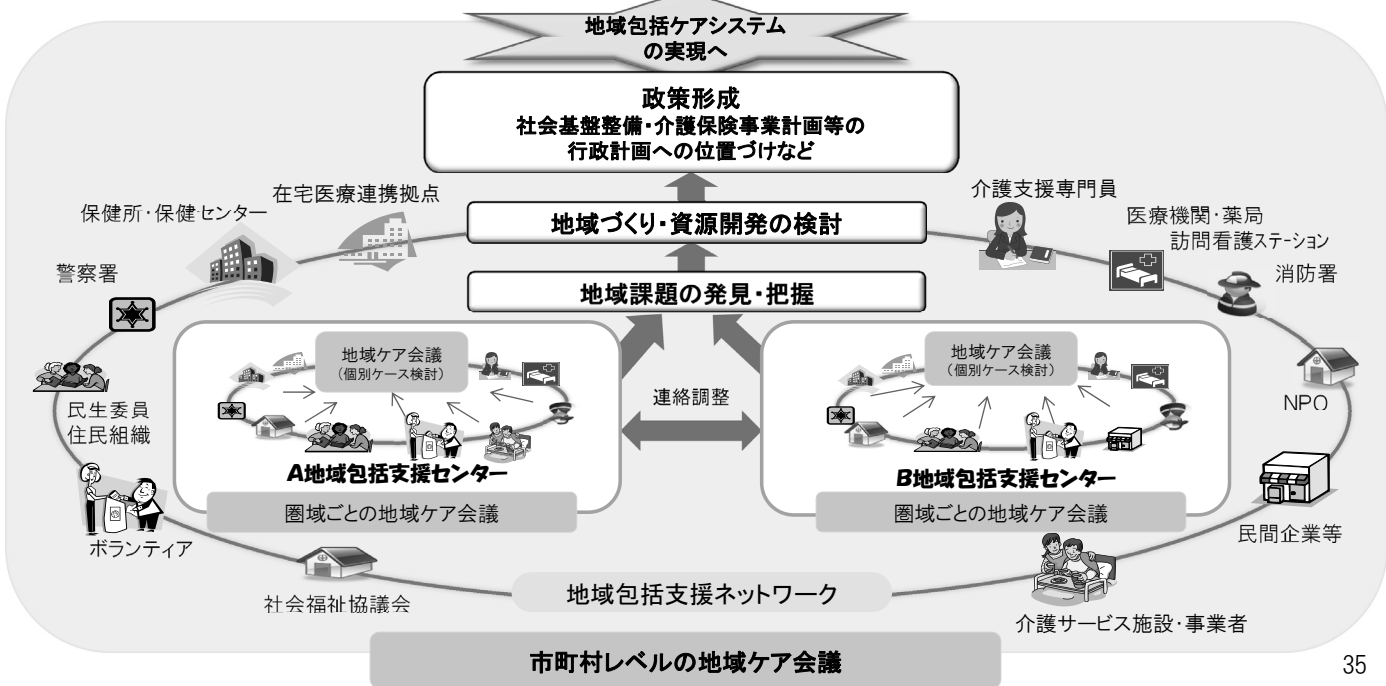 地域包括ケアシステム
の実現へ
政策形成
社会基盤整備・介護保険事業計画等の
行政計画への位置づけなど
在宅医療連携拠点
保健所・保健センター
警察署
民生委員
住民組織
ボランティア
社会福祉協議会
地域づくり・資源開発の検討
地域課題の発見・把握
介護支援専門員
医療機関・薬局
訪問看護ステーション
消防署
NPO
民間企業等
介護サービス施設・事業者
地域ケア会議
(個別ケース検討)
A地域包括支援センター
圏域ごとの地域ケア会議
連絡調整
地域ケア会議
(個別ケース検討)
B地域包括支援センター
圏域ごとの地域ケア会議
地域包括支援ネットワーク
市町村レベルの地域ケア会議
35